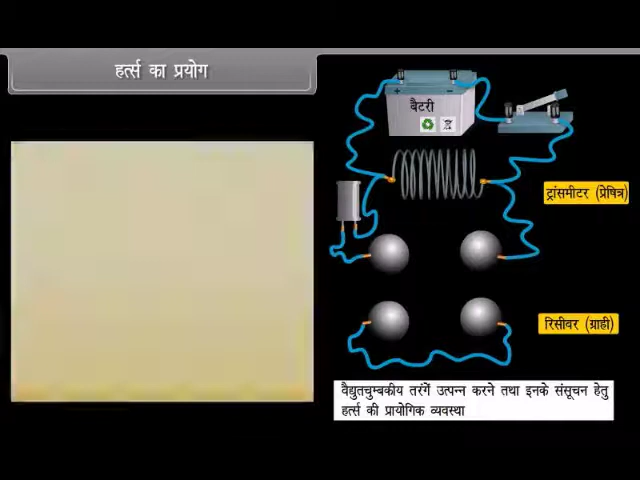 हर्त्स का प्रयोग
+ -
बैटरी
ट्रांसमीटर (प्रेषित्र)
रिसीवर (ग्राही)
वैद्युतचुम्बकीय तरंगें उत्पन्न करने तथा इनके संसूचन हेतु
हर्त्स की प्रायोगिक व्यवस्था